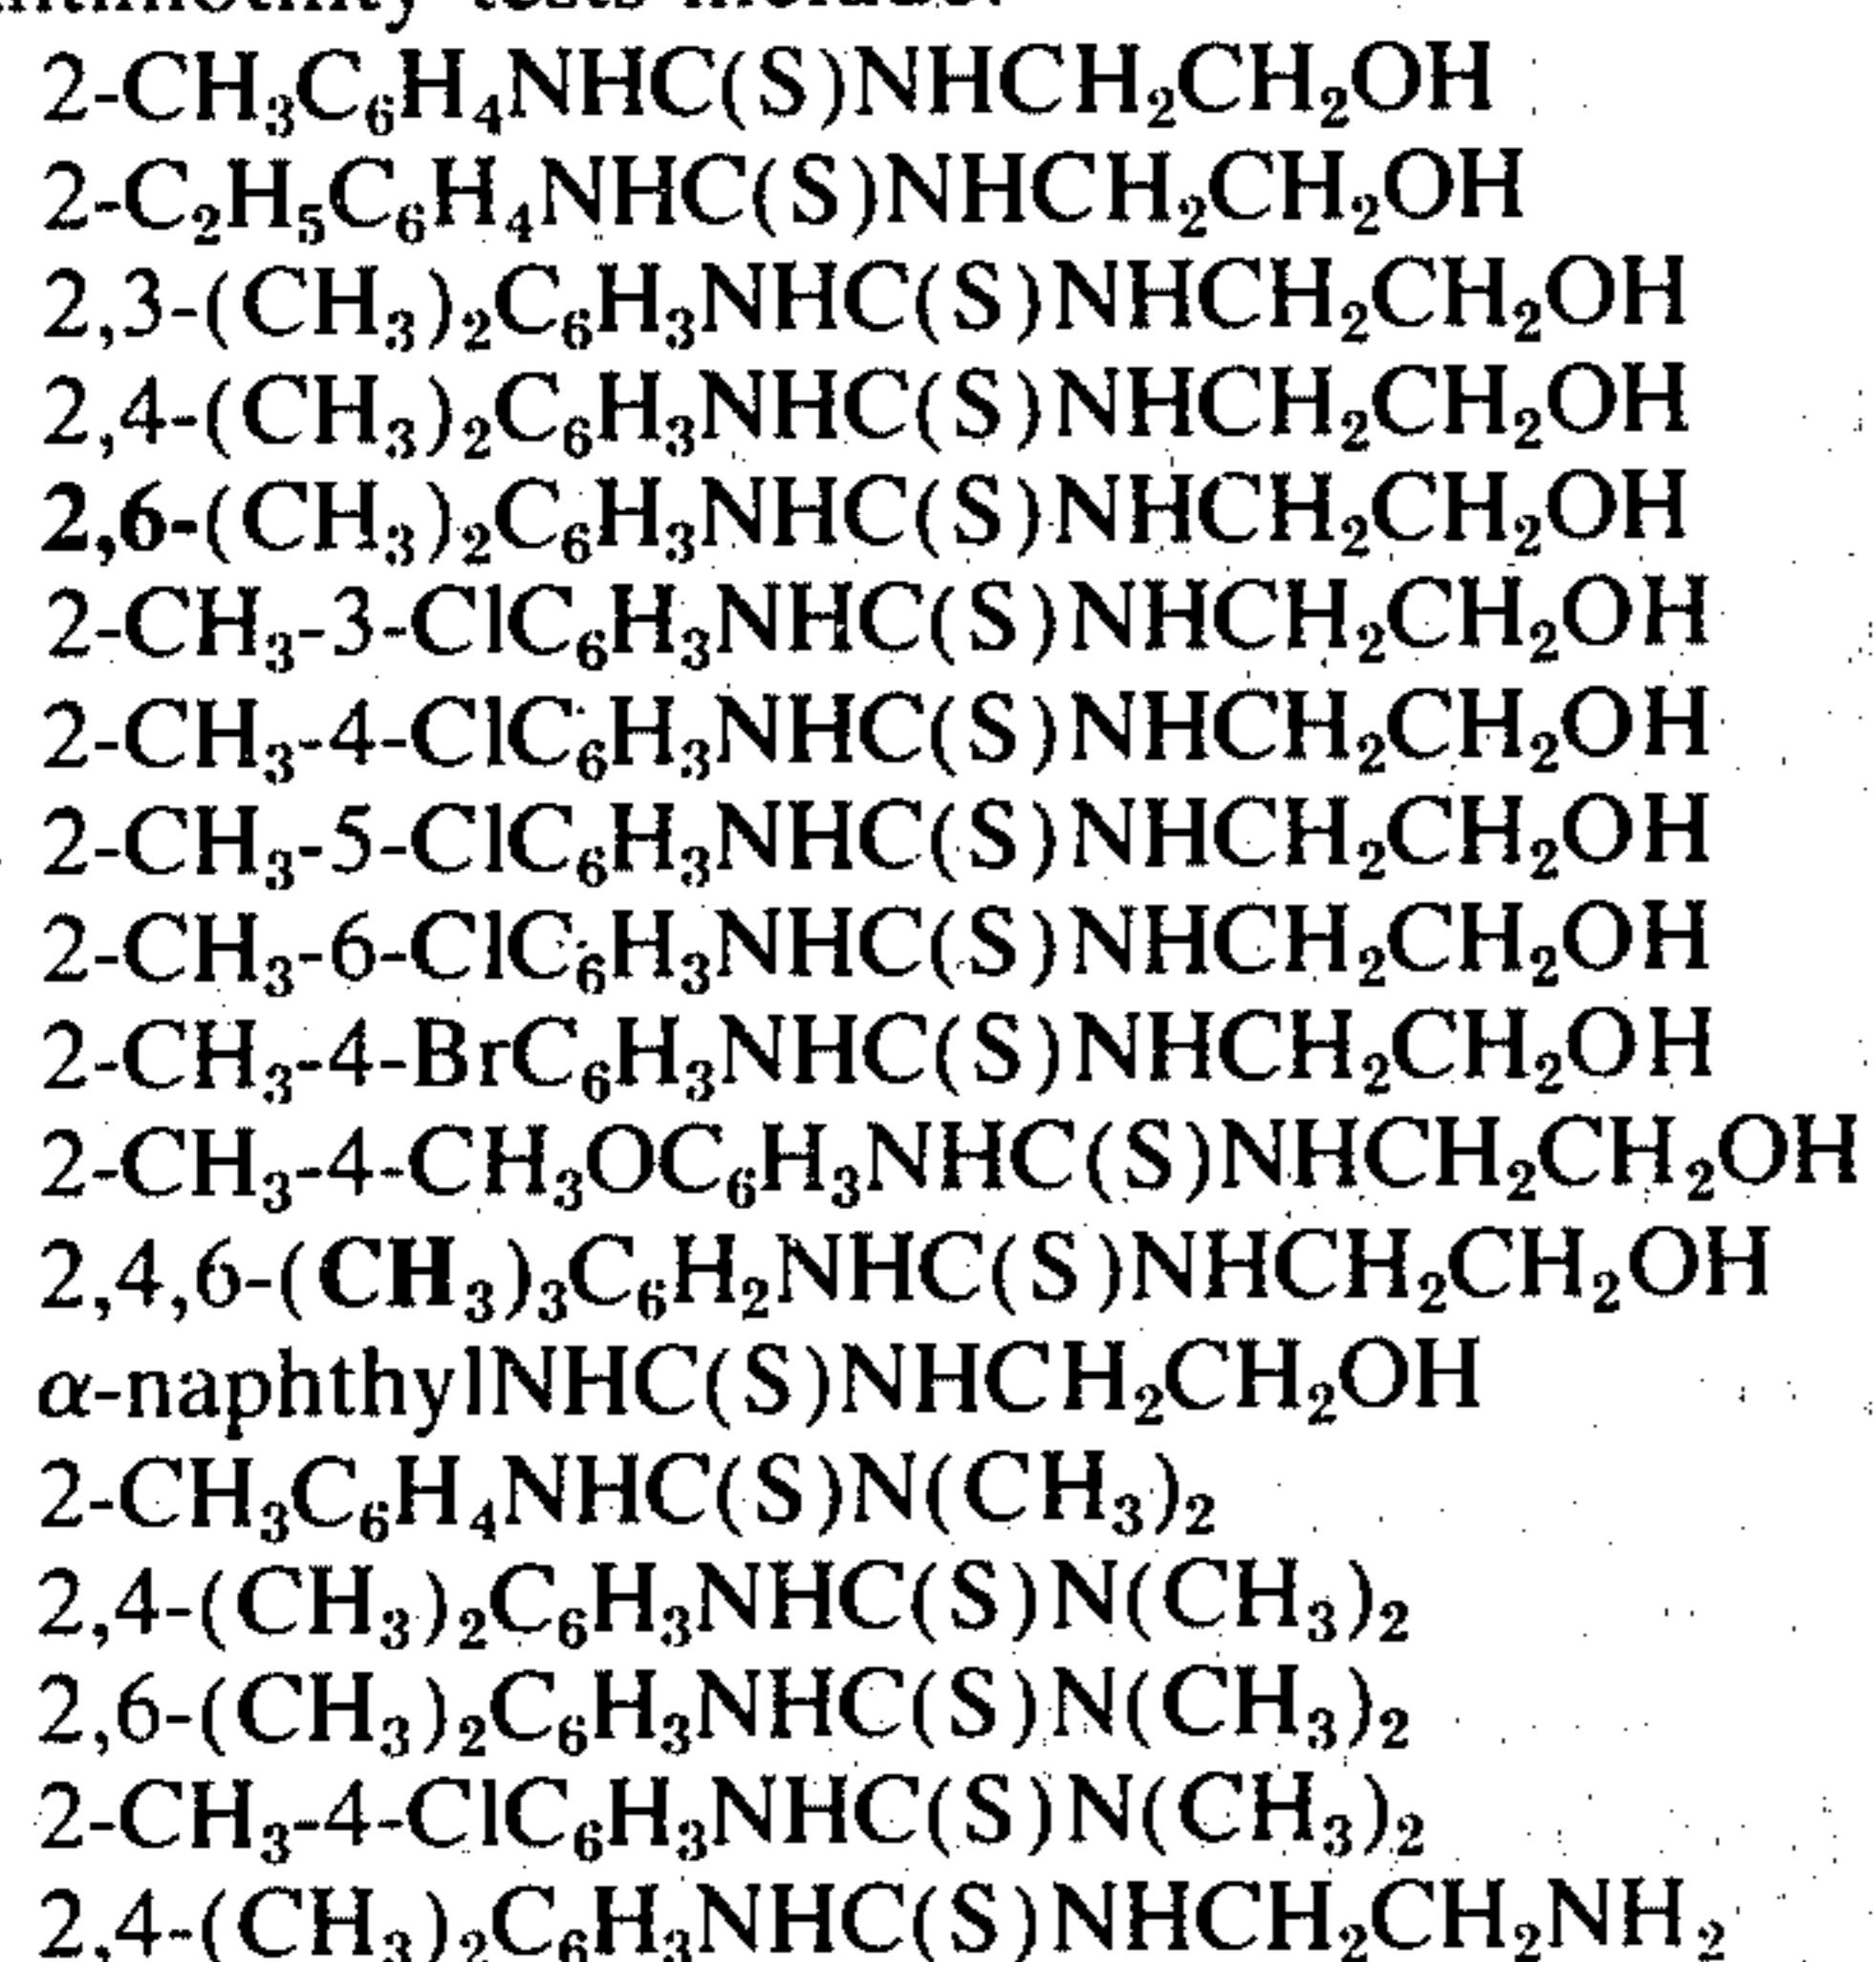 tests include:
2-CH₃C₆H₄NHC(S)NHCH₂CH₂OH
2-C₂H₅C₆H₄NHC(S)NHCH₂CH₂OH
2,3-(CH₃)₂C₆H₃NHC(S)NHCH₂CH₂OH
2,4-(CH₃)₂C₆H₃NHC(S)NHCH₂CH₂OH
2,6-(CH₃)₂C₆H₃NHC(S)NHCH₂CH₂OH
2-CH₃-3-ClC₆H₃NHC(S)NHCH₂CH₂OH
2-CH₃-4-ClC₆H₃NHC(S)NHCH₂CH₂OH
2-CH₃-5-ClC₆H₃NHC(S)NHCH₂CH₂OH
2-CH₃-6-ClC₆H₃NHC(S)NHCH₂CH₂OH
2-CH₃-4-BrC₆H₃NHC(S)NHCH₂CH₂OH
2-CH₃-4-CH₃OC₆H₃NHC(S)NHCH₂CH₂OH
2,4,6-(CH₃)₃C₆H₂NHC(S)NHCH₂CH₂OH
α-naphthylNHC(S)NHCH₂CH₂OH
2-CH₃C₆H₄NHC(S)N(CH₃)₂
2,4-(CH₃)₂C₆H₃NHC(S)N(CH₃)₂
2,6-(CH₃)₂C₆H₃NHC(S)N(CH₃)₂
2-CH₃-4-ClC₆H₃NHC(S)N(CH₃)₂
2,4-(CH₃)₂C₆H₃NHC(S)NHCH₂CH₂NH₂